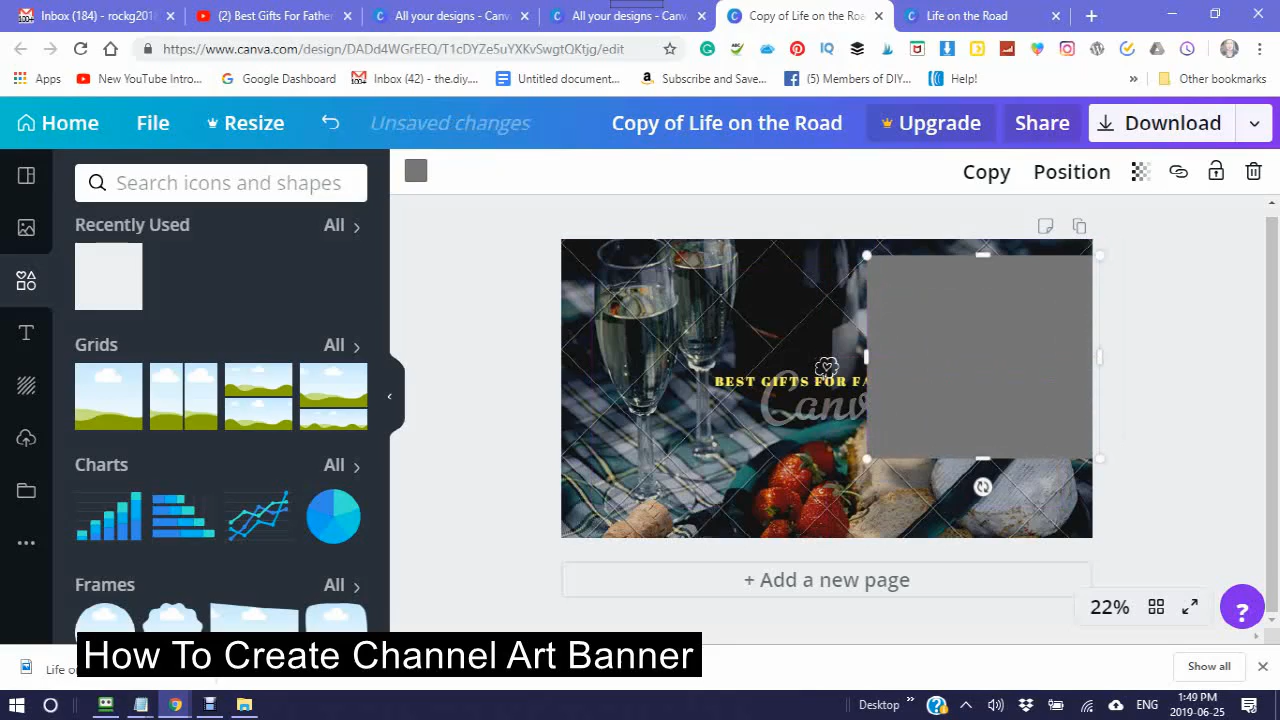 Inbox (184) - rockg201
(2) Best Gifts For Father
All your designs - Canv
All your designs - Canv
Copy of Life on the Roa
Life on the Road
https://www.canva.com/design/DADd4WGrEEQ/T1cDYZe5uYXKvSwgtQKtjg/edit
Apps
New YouTube Intro...
Google Dashboard
Inbox (42) - the.diy....
Untitled document...
Subscribe and Save...
(5) Members of DIY...
Help!
»
Other bookmarks
Home
File
Resize
Unsaved changes
Copy of Life on the Road
Upgrade
Share
Download
Search icons and shapes
Copy
Position
Recently Used
All
Grids
All
Charts
All
Frames
All
BEST GIFTS FOR FA
Canv
+ Add a new page
22%
?
How To Create Channel Art Banner
Life o
Show all
Desktop
»
ENG
1:49 PM
2019-06-25